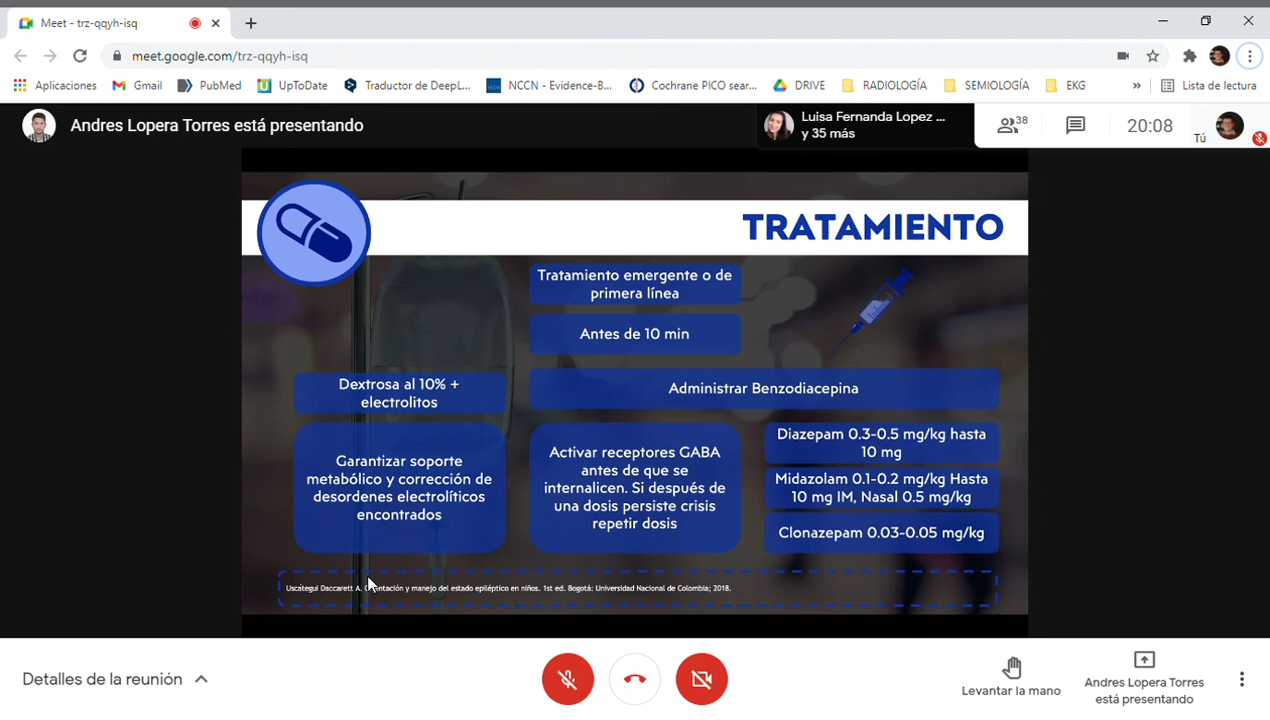 Meet - trz-qqyh-isq
meet.google.com/trz-qqyh-isq
Aplicaciones
Gmail
PubMed
UpToDate
Traductor de DeepL...
NCCN - Evidence-B...
Cochrane PICO sear...
DRIVE
RADIOLOGÍA
SEMIOLOGÍA
EKG
»
Lista de lectura
Andres Lopera Torres está presentando
Luisa Fernanda Lopez ...
y 35 más
38
20:08
Tú
TRATAMIENTO
Tratamiento emergente o de
primera línea
Antes de 10 min
Dextrosa al 10% +
electrolitos
Administrar Benzodiacepina
Garantizar soporte
metabólico y corrección de
desordenes electrolíticos
encontrados
Activar receptores GABA
antes de que se
internalicen. Si después de
una dosis persiste crisis
repetir dosis
Diazepam 0.3-0.5 mg/kg hasta
10 mg
Midazolam 0.1-0.2 mg/kg Hasta
10 mg IM, Nasal 0.5 mg/kg
Clonazepam 0.03-0.05 mg/kg
Uscátegui Daccarett A. y manejo del estado epiléptico en niños. 1st ed. Bogotá: Universidad Nacional de Colombia; 2018.
Detalles de la reunión
Levantar la mano
Andres Lopera Torres
está presentando